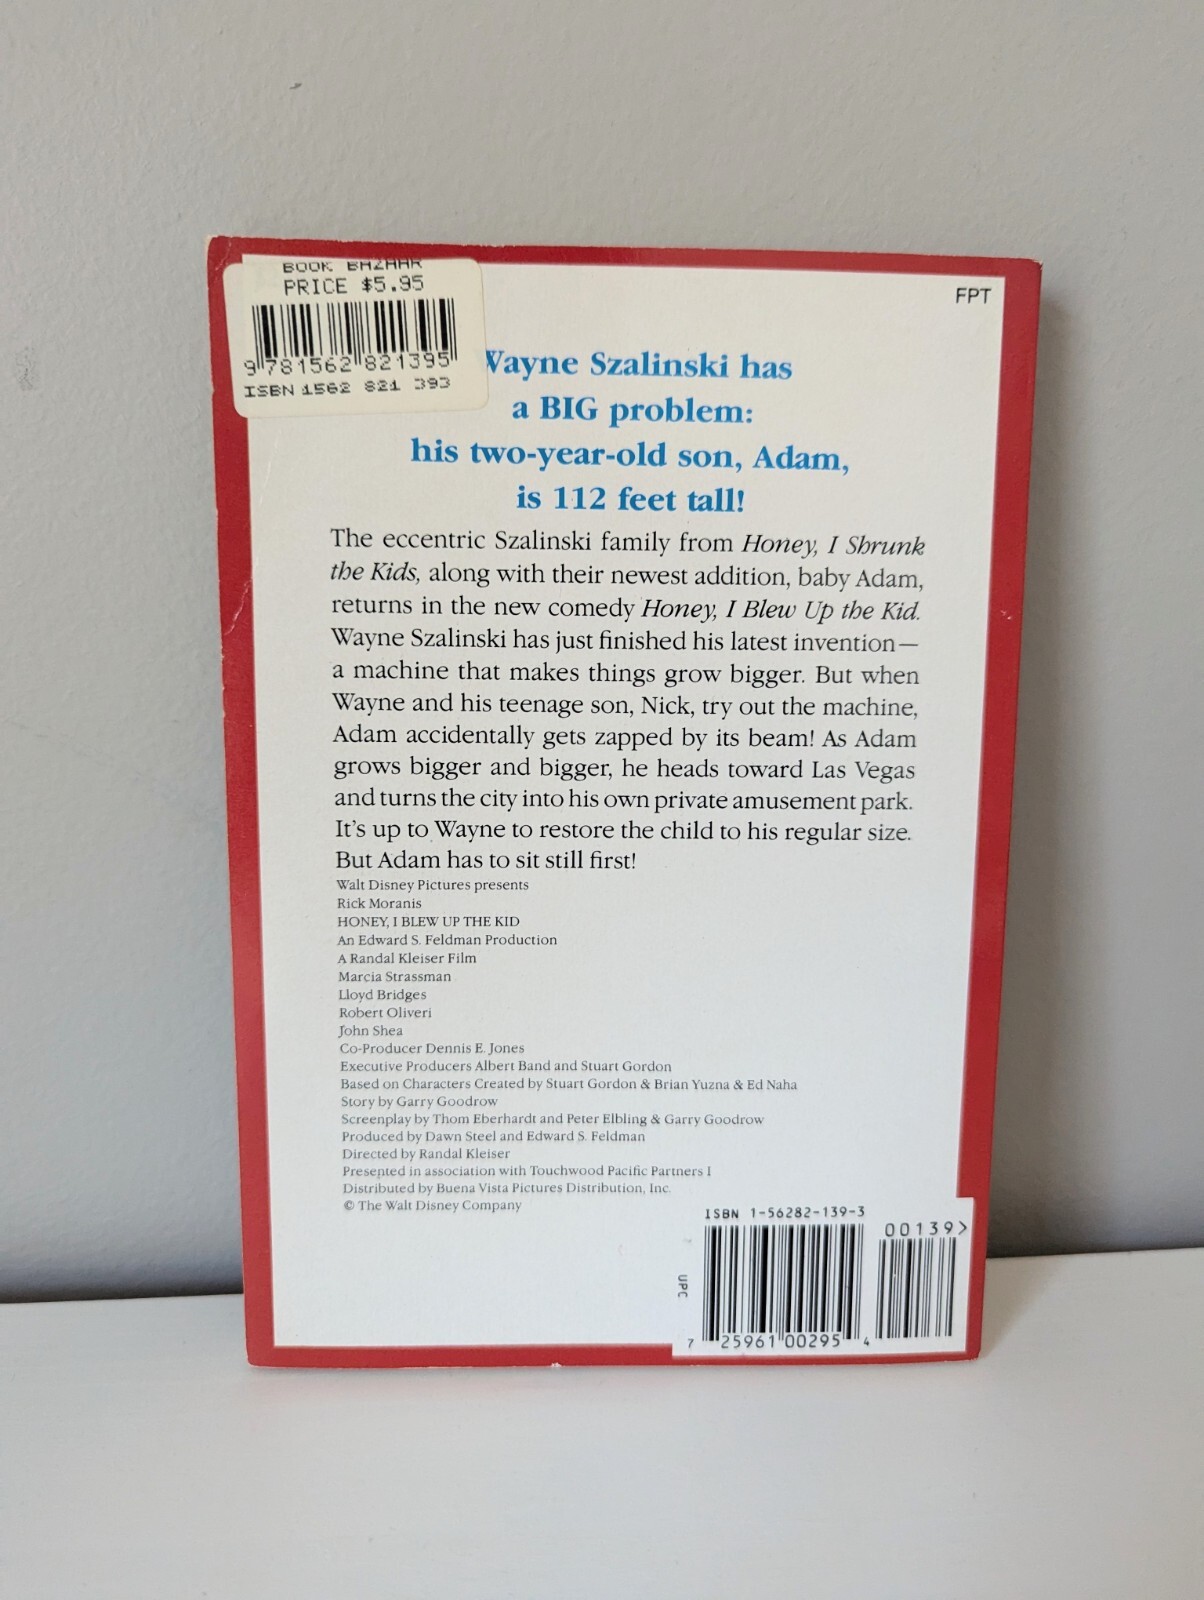 BOOK BAZAAR
PRICE $5.95
9 781562 821395
ISBN 1562 821 393
FPT
Wayne Szalinski has
a BIG problem:
his two-year-old son, Adam,
is 112 feet tall!
The eccentric Szalinski family from Honey, I Shrunk
the Kids, along with their newest addition, baby Adam,
returns in the new comedy Honey, I Blew Up the Kid.
Wayne Szalinski has just finished his latest invention—
a machine that makes things grow bigger. But when
Wayne and his teenage son, Nick, try out the machine,
Adam accidentally gets zapped by its beam! As Adam
grows bigger and bigger, he heads toward Las Vegas
and turns the city into his own private amusement park.
It's up to Wayne to restore the child to his regular size.
But Adam has to sit still first!
Walt Disney Pictures presents
Rick Moranis
HONEY, I BLEW UP THE KID
An Edward S. Feldman Production
A Randal Kleiser Film
Marcia Strassman
Lloyd Bridges
Robert Oliveri
John Shea
Co-Producer Dennis E. Jones
Executive Producers Albert Band and Stuart Gordon
Based on Characters Created by Stuart Gordon & Brian Yuzna & Ed Naha
Story by Garry Goodrow
Screenplay by Thom Eberhardt and Peter Elbling & Garry Goodrow
Produced by Dawn Steel and Edward S. Feldman
Directed by Randal Kleiser
Presented in association with Touchwood Pacific Partners I
Distributed by Buena Vista Pictures Distribution, Inc.
© The Walt Disney Company
ISBN 1-56282-139-3
00139>
UPC
7 25961 00295 4